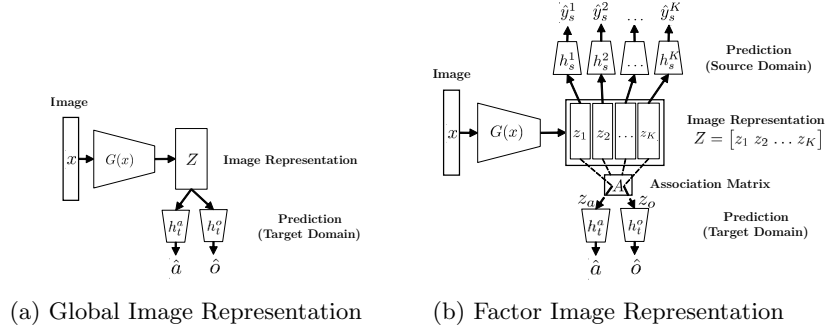 Image
x
G(x)
Z
Image Representation
h_t^a h_t^o
Prediction
(Target Domain)
â ô
(a) Global Image Representation
ŷ_s^1 ŷ_s^2 ... ŷ_s^K
h_s^1 h_s^2 ... h_s^K
Prediction
(Source Domain)
Image
x
G(x)
z_1 z_2 ... z_K
Image Representation
Z = [z_1 z_2 ... z_K]
A
Association Matrix
z_a z_o
h_t^a h_t^o
Prediction
(Target Domain)
â ô
(b) Factor Image Representation